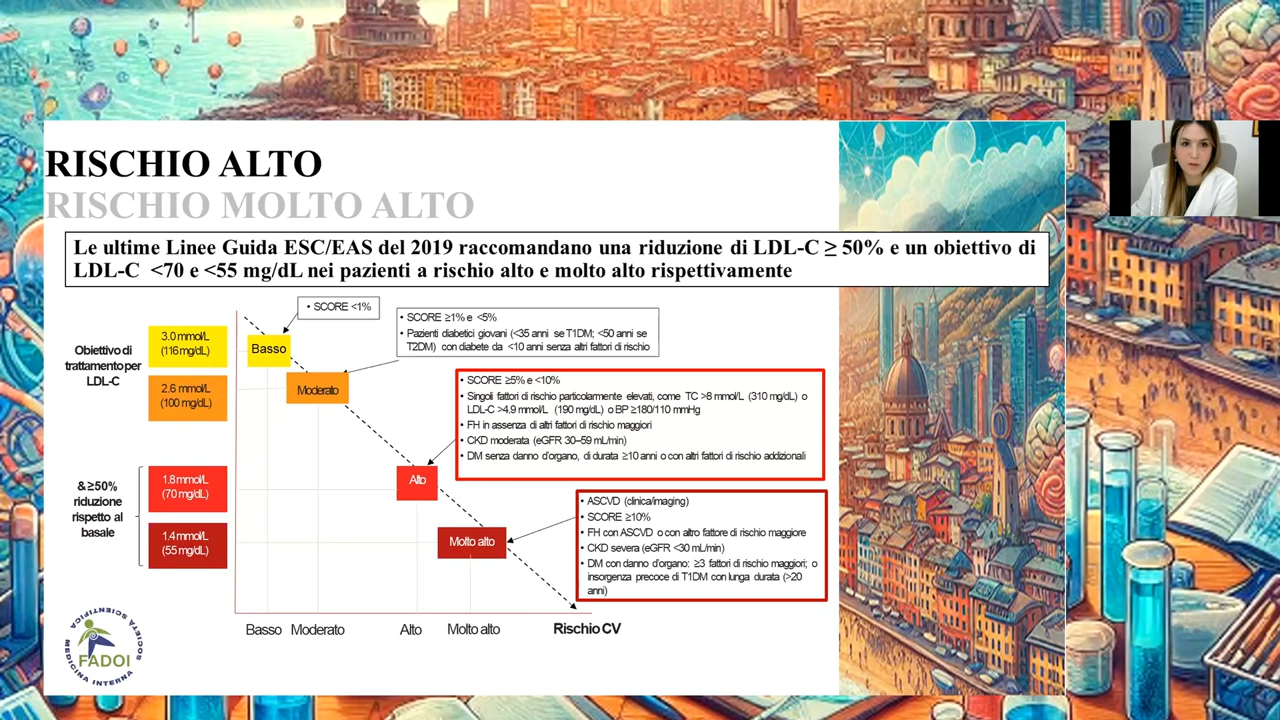 RISCHIO ALTO
RISCHIO MOLTO ALTO
Le ultime Linee Guida ESC/EAS del 2019 raccomandano una riduzione di LDL-C ≥ 50% e un obiettivo di
LDL-C <70 e <55 mg/dL nei pazienti a rischio alto e molto alto rispettivamente
Obiettivo di
trattamento per
LDL-C
3.0 mmol/L
(116 mg/dL)
2.6 mmol/L
(100 mg/dL)
& ≥50%
riduzione
rispetto al
basale
1.8 mmol/L
(70 mg/dL)
1.4 mmol/L
(55 mg/dL)
Basso
• SCORE <1%
Moderato
• SCORE ≥1% e <5%
• Pazienti diabetici giovani (<35 anni se T1DM; <50 anni se
T2DM) con diabete da <10 anni senza altri fattori di rischio
Alto
• SCORE ≥5% e <10%
• Singoli fattori di rischio particolarmente elevati, come TC >8 mmol/L (310 mg/dL) o
LDL-C >4.9 mmol/L (190 mg/dL) o BP ≥180/110 mmHg
• FH in assenza di altri fattori di rischio maggiori
• CKD moderata (eGFR 30–59 mL/min)
• DM senza danno d'organo, di durata ≥10 anni o con altri fattori di rischio addizionali
Molto alto
• ASCVD (clinica/imaging)
• SCORE ≥10%
• FH con ASCVD o con altro fattore di rischio maggiore
• CKD severa (eGFR <30 mL/min)
• DM con danno d'organo: ≥3 fattori di rischio maggiori; o
insorgenza precoce di T1DM con lunga durata (>20
anni)
Basso Moderato Alto Molto alto Rischio CV
SOCIETÀ SCIENTIFICA
FADOI
MEDICINA INTERNA